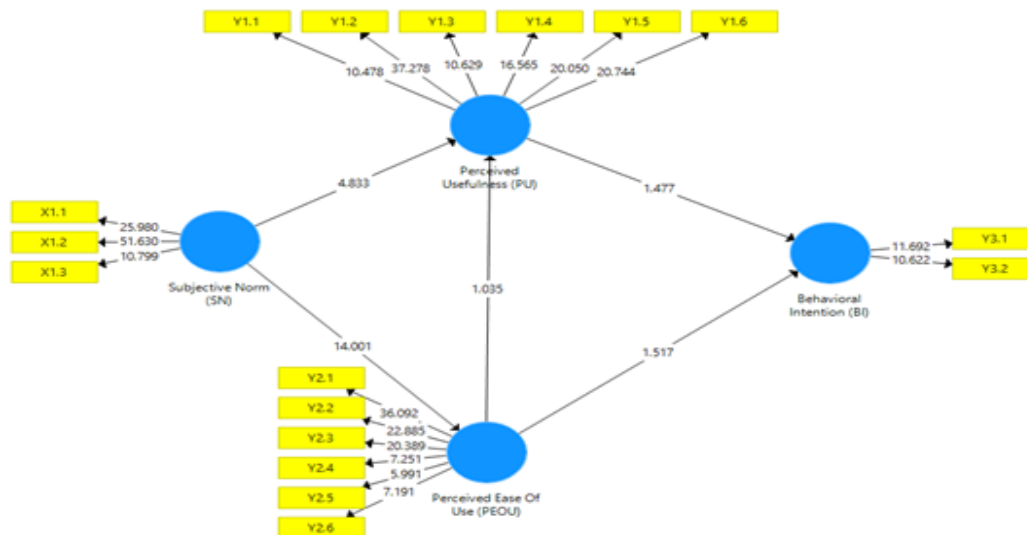 Y1.1 Y1.2 Y1.3 Y1.4 Y1.5 Y1.6
10.478 37.278 10.629 16.565 20.050 20.744
Perceived
Usefulness (PU)
4.833
1.477
X1.1
X1.2
X1.3
25.980
51.630
10.799
Subjective Norm
(SN)
1.035
11.692
10.622
Y3.1
Y3.2
Behavioral
Intention (BI)
14.001
1.517
Y2.1
Y2.2
Y2.3
Y2.4
Y2.5
Y2.6
36.092
22.885
20.389
7.251
5.991
7.191
Perceived Ease Of
Use (PEOU)